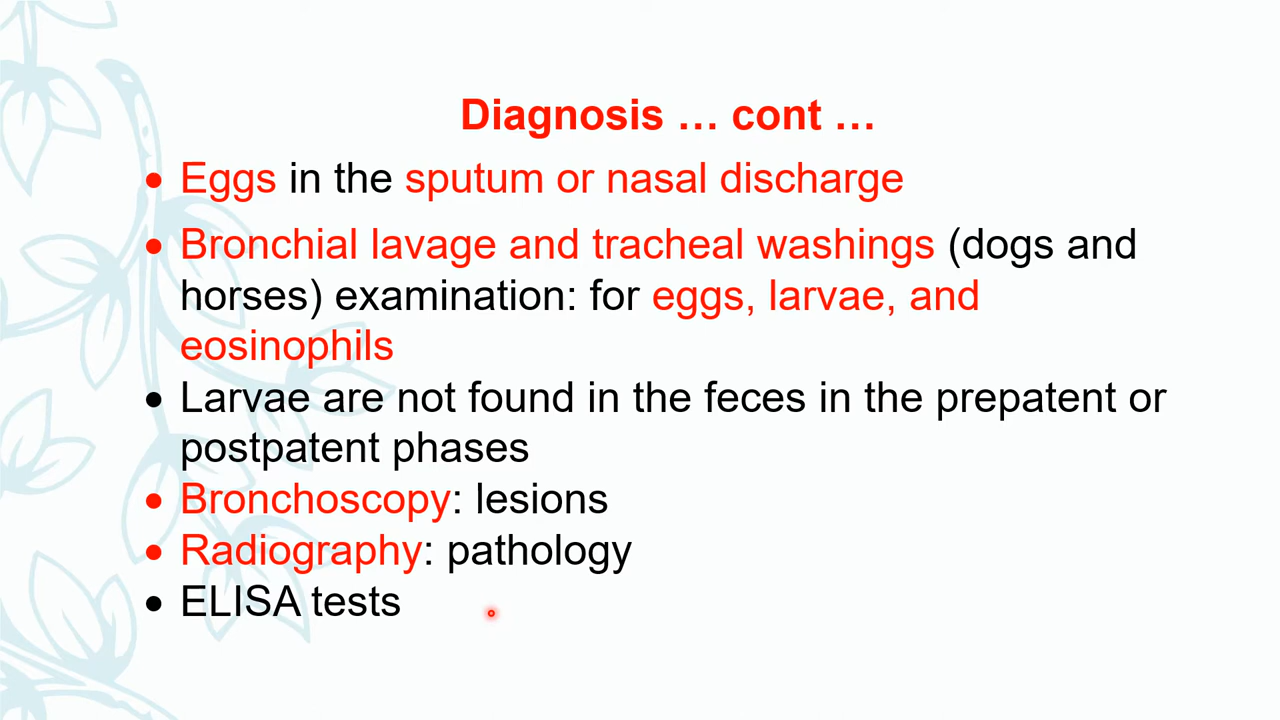 Diagnosis … cont …
• Eggs in the sputum or nasal discharge
• Bronchial lavage and tracheal washings (dogs and
horses) examination: for eggs, larvae, and
eosinophils
• Larvae are not found in the feces in the prepatent or
postpatent phases
• Bronchoscopy: lesions
• Radiography: pathology
• ELISA tests